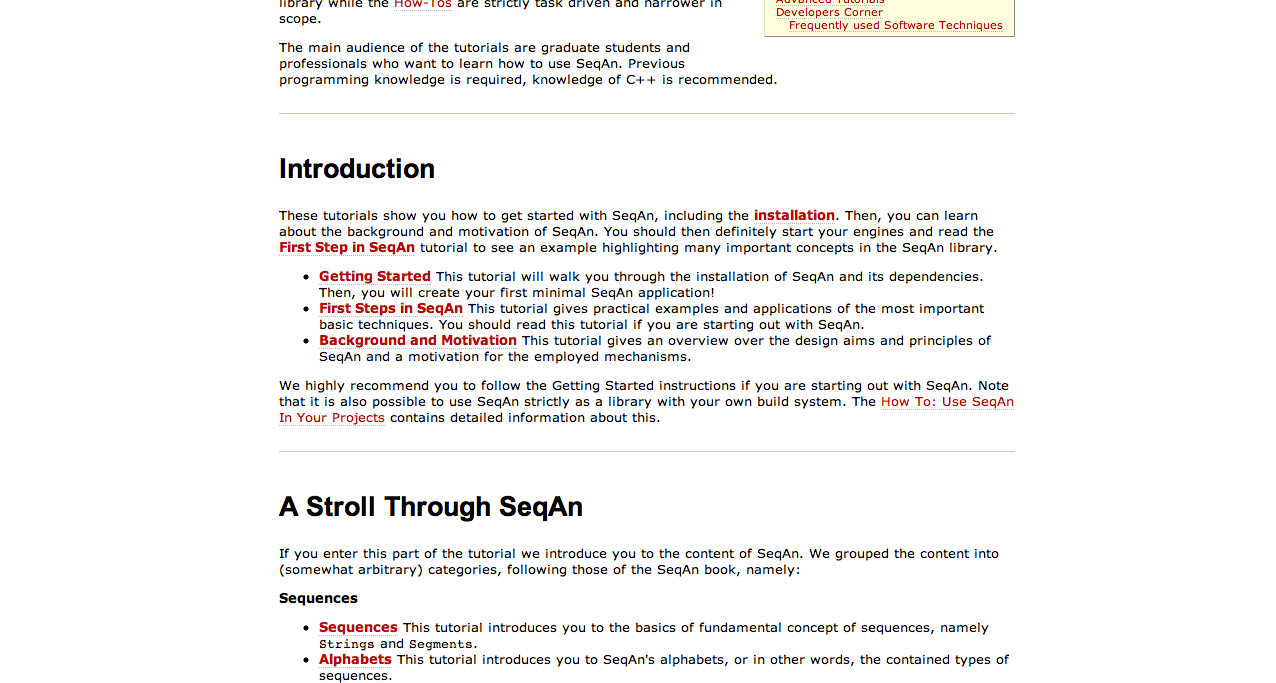 library while the How-Tos are strictly task driven and narrower in
scope.
Advanced Tutorials
Developers Corner
Frequently used Software Techniques
The main audience of the tutorials are graduate students and
professionals who want to learn how to use SeqAn. Previous
programming knowledge is required, knowledge of C++ is recommended.
Introduction
These tutorials show you how to get started with SeqAn, including the installation. Then, you can learn
about the background and motivation of SeqAn. You should then definitely start your engines and read the
First Step in SeqAn tutorial to see an example highlighting many important concepts in the SeqAn library.
• Getting Started This tutorial will walk you through the installation of SeqAn and its dependencies.
Then, you will create your first minimal SeqAn application!
• First Steps in SeqAn This tutorial gives practical examples and applications of the most important
basic techniques. You should read this tutorial if you are starting out with SeqAn.
• Background and Motivation This tutorial gives an overview over the design aims and principles of
SeqAn and a motivation for the employed mechanisms.
We highly recommend you to follow the Getting Started instructions if you are starting out with SeqAn. Note
that it is also possible to use SeqAn strictly as a library with your own build system. The How To: Use SeqAn
In Your Projects contains detailed information about this.
A Stroll Through SeqAn
If you enter this part of the tutorial we introduce you to the content of SeqAn. We grouped the content into
(somewhat arbitrary) categories, following those of the SeqAn book, namely:
Sequences
• Sequences This tutorial introduces you to the basics of fundamental concept of sequences, namely
Strings and Segments.
• Alphabets This tutorial introduces you to SeqAn's alphabets, or in other words, the contained types of
sequences.